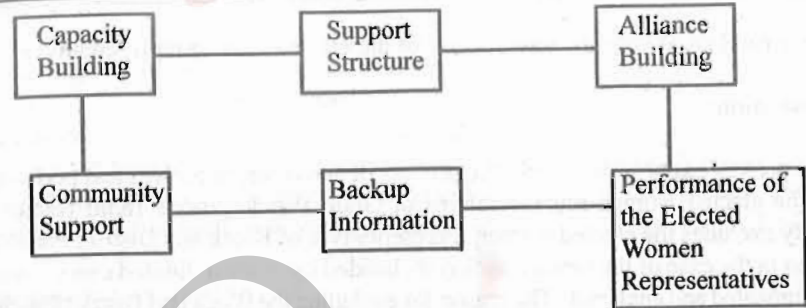 Capacity
Building
Support
Structure
Alliance
Building
Community
Support
Backup
Information
Performance of
the Elected
Women
Representatives